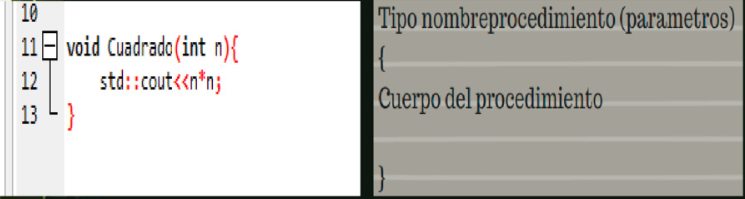 10
11 void Cuadrado(int n){
12 std::cout<<n*n;
13 }
Tipo nombreprocedimiento (parametros)
{
Cuerpo del procedimiento
}